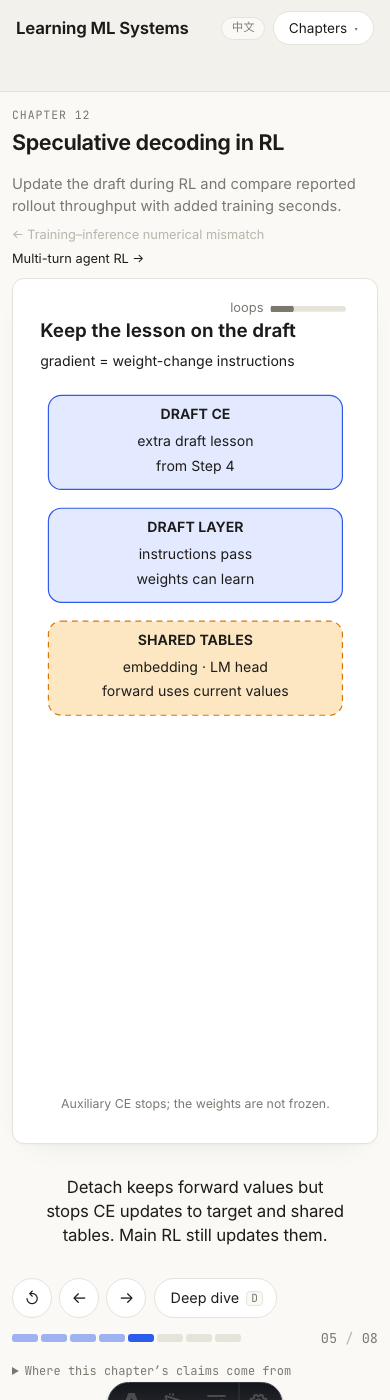 Learning ML Systems
中文
Chapters
CHAPTER 12
Speculative decoding in RL
Update the draft during RL and compare reported
rollout throughput with added training seconds.
← Training–inference numerical mismatch
Multi-turn agent RL →
loops
Keep the lesson on the draft
gradient = weight-change instructions
DRAFT CE
extra draft lesson
from Step 4
DRAFT LAYER
instructions pass
weights can learn
SHARED TABLES
embedding · LM head
forward uses current values
Auxiliary CE stops; the weights are not frozen.
Detach keeps forward values but
stops CE updates to target and shared
tables. Main RL still updates them.
Deep dive D
05 / 08
Where this chapter’s claims come from